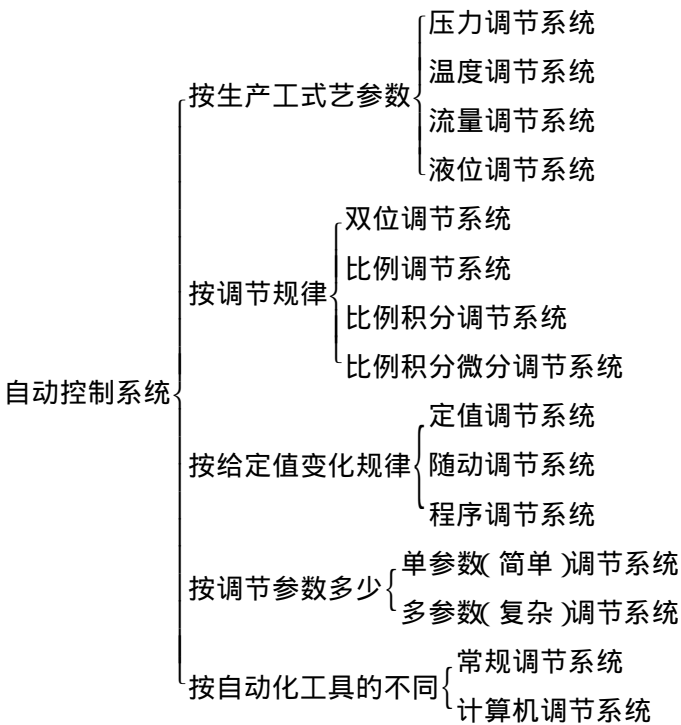 压力调节系统
温度调节系统
按生产工式艺参数
流量调节系统
液位调节系统
双位调节系统
比例调节系统
按调节规律
比例积分调节系统
比例积分微分调节系统
自动控制系统
定值调节系统
按给定值变化规律
随动调节系统
程序调节系统
单参数(简单)调节系统
按调节参数多少
多参数(复杂)调节系统
常规调节系统
按自动化工具的不同
计算机调节系统